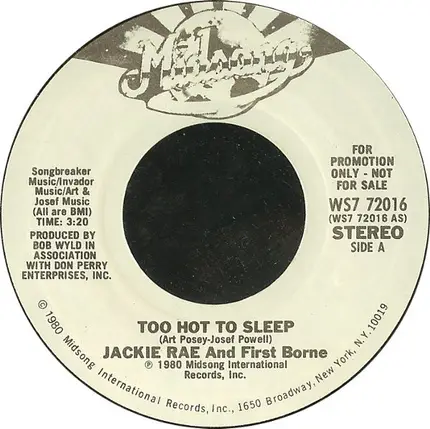 Midsong
Songbreaker
Music/Invador
Music/Art &
Josef Music
(All are BMI)
TIME: 3:20
PRODUCED BY
BOB WYLD IN
ASSOCIATION
WITH DON PERRY
ENTERPRISES, INC.
FOR
PROMOTION
ONLY - NOT
FOR SALE
WS7 72016
(WS7 72016 AS)
STEREO
SIDE A
TOO HOT TO SLEEP
(Art Posey-Josef Powell)
JACKIE RAE And First Borne
℗ 1980 Midsong International
Records, Inc.
© 1980 Midsong International Records, Inc., 1650 Broadway, New York, N.Y. 10019